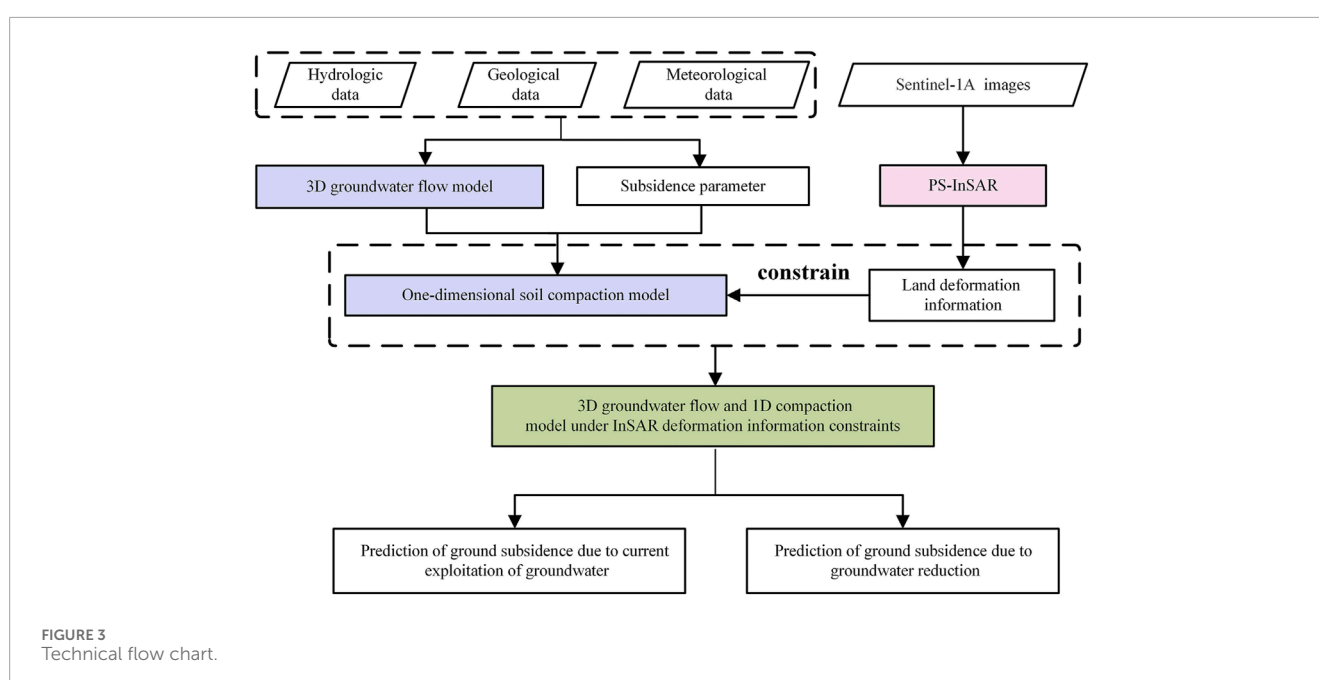 Hydrologic
data
Geological
data
Meteorological
data
Sentinel-1A images
3D groundwater flow model
Subsidence parameter
PS-InSAR
One-dimensional soil compaction model
constrain
Land deformation
information
3D groundwater flow and 1D compaction
model under InSAR deformation information constraints
Prediction of ground subsidence due to current
exploitation of groundwater
Prediction of ground subsidence due to
groundwater reduction
FIGURE 3
Technical flow chart.